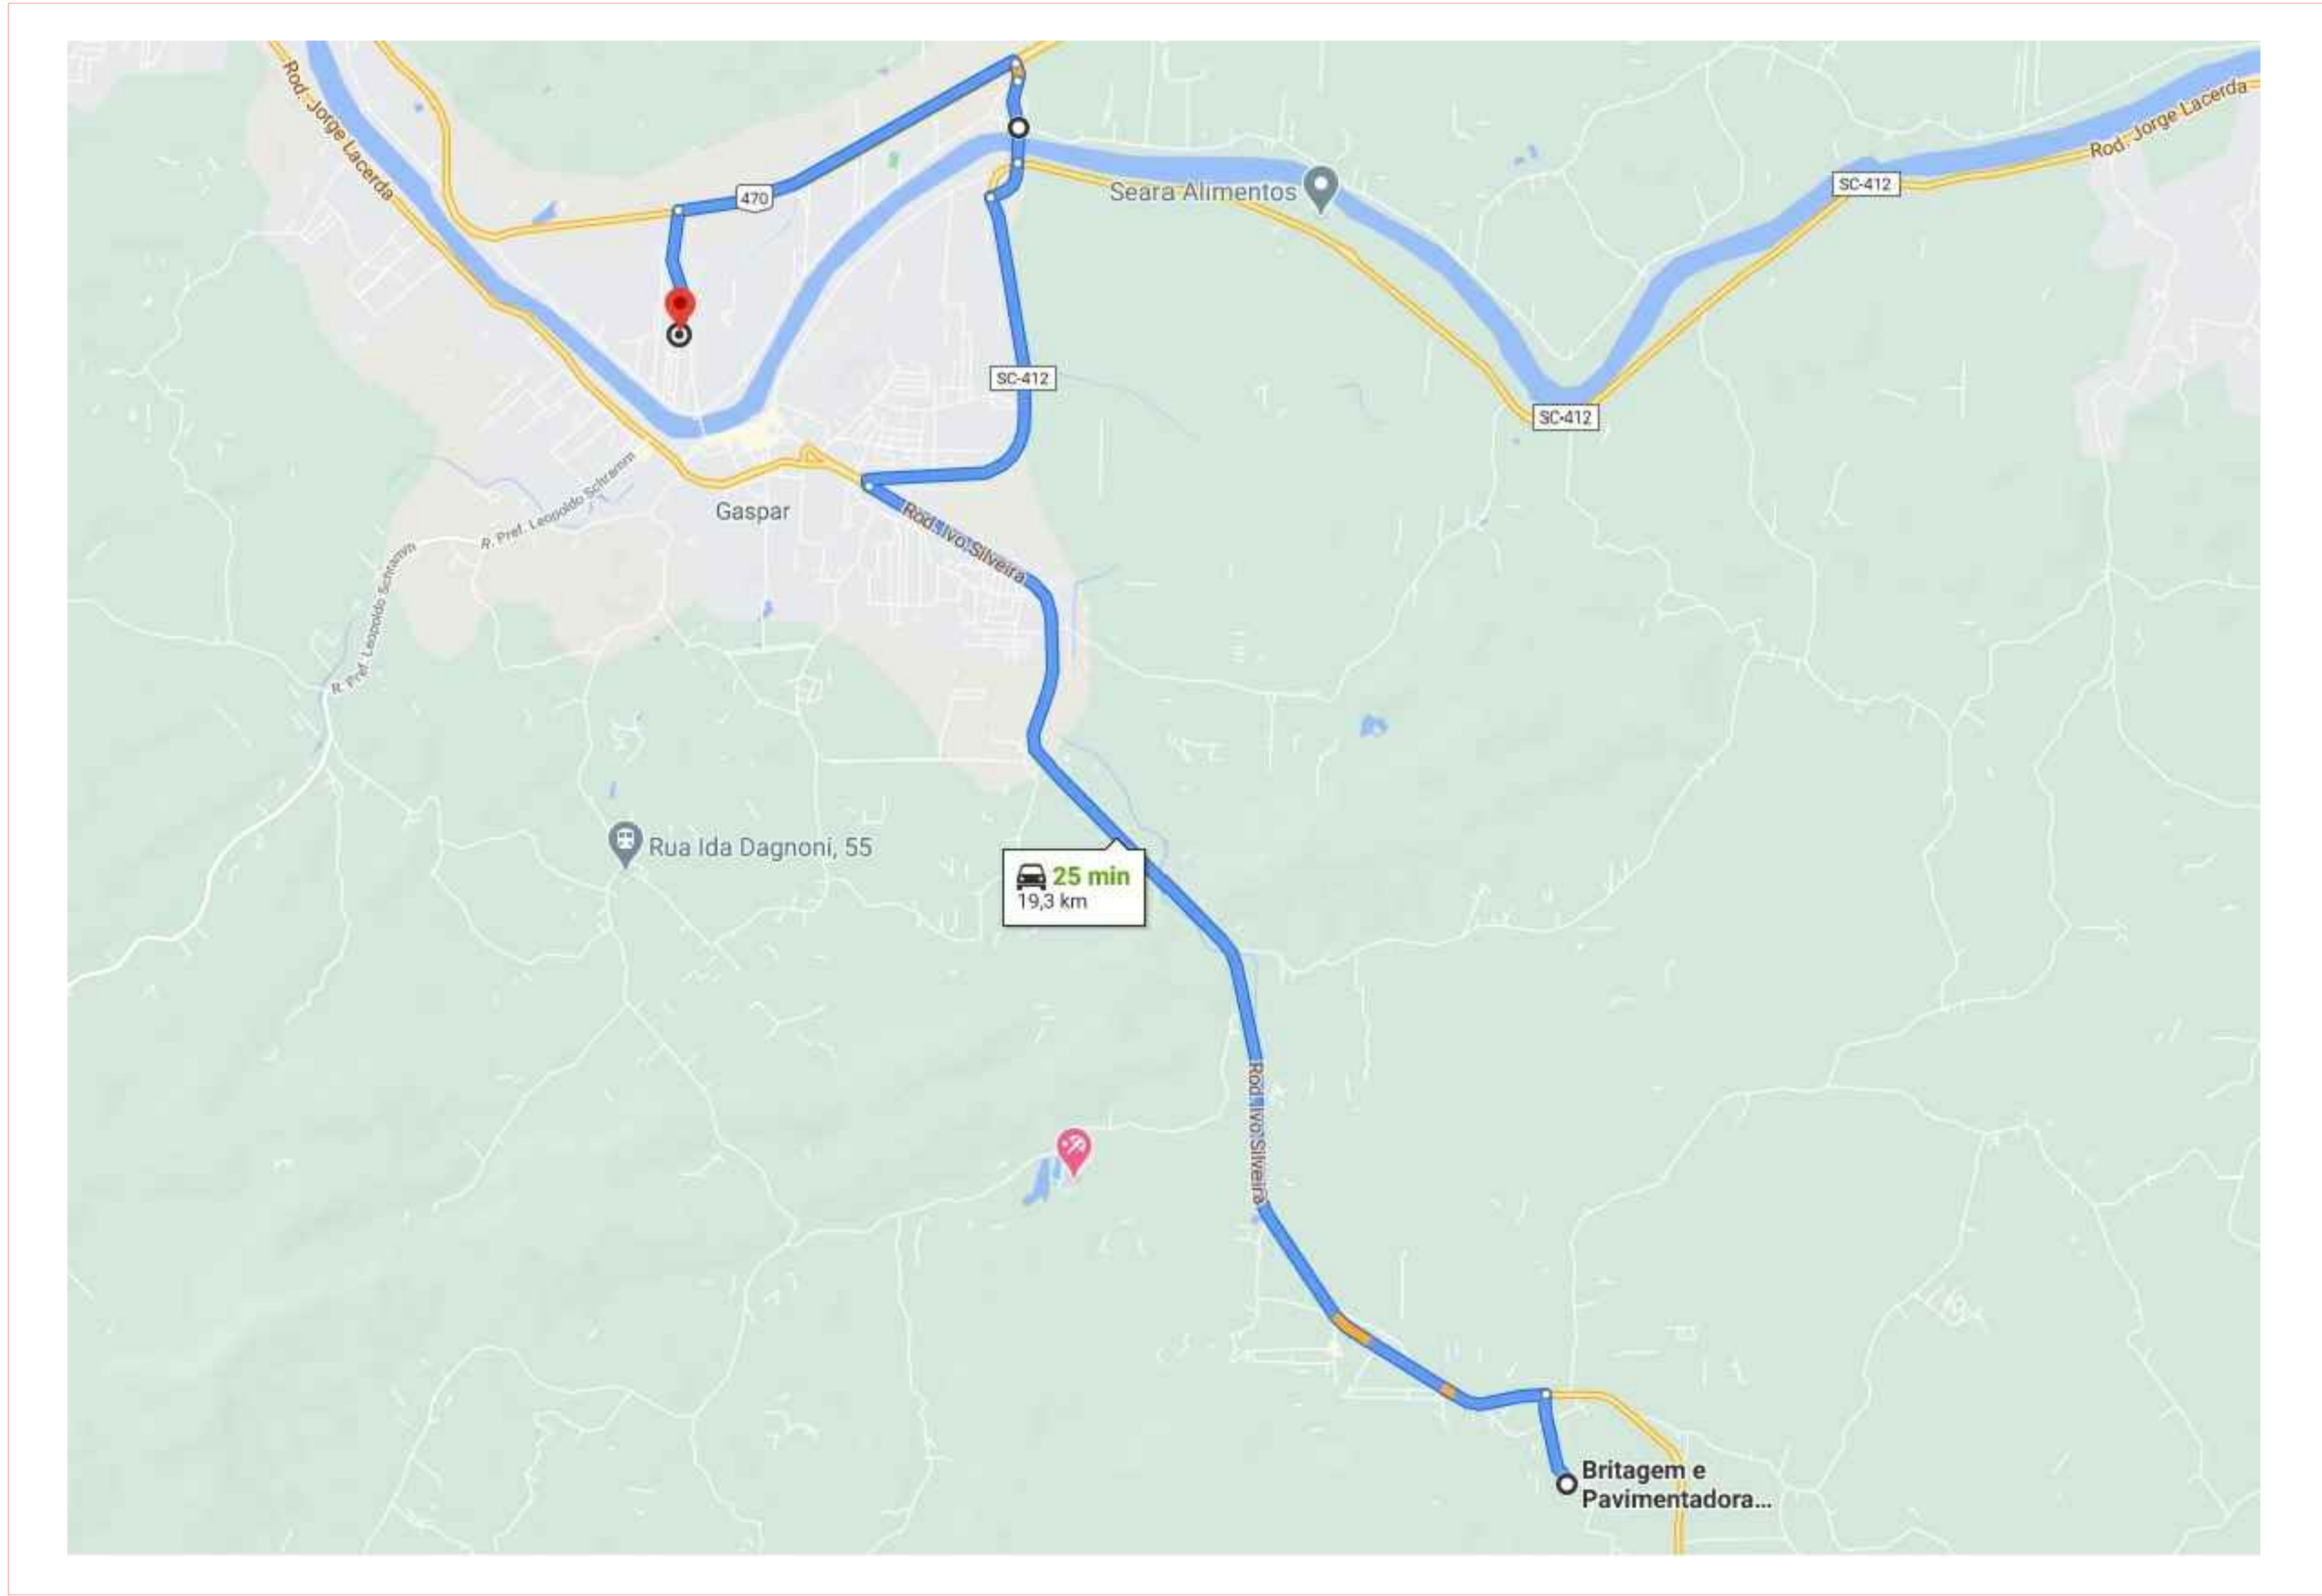 Rod. Jorge Lacerda
Rod. Jorge Lacerda
470
Seara Alimentos
SC-412
SC-412
SC-412
R. Pref. Leopoldo Schramm
Gaspar
Rod. Ivo Silveira
R. Pref. Leopoldo Schramm
Rua Ida Dagnoni, 55
25 min
19,3 km
Rod. Ivo Silveira
Britagem e
Pavimentadora...